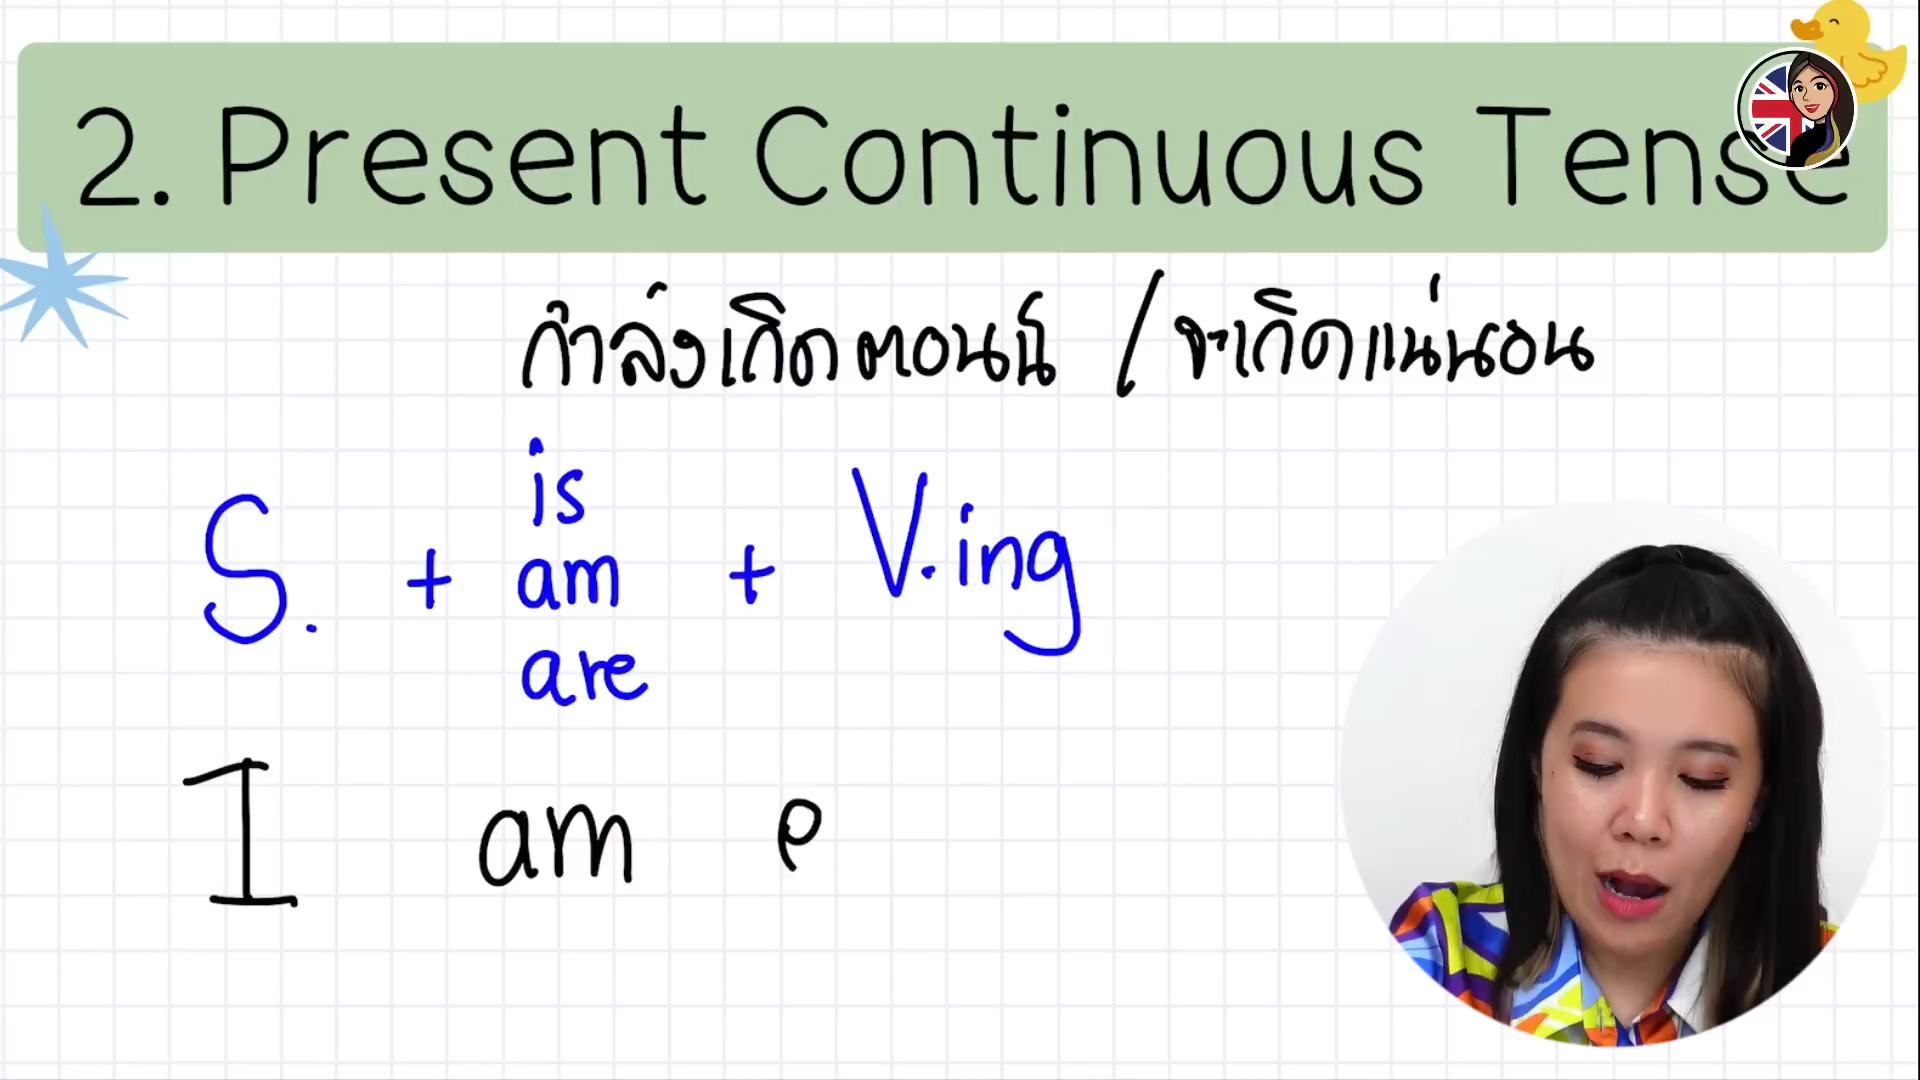 2. Present Continuous Tense
กำลังเกิดตอนนี้ / จะเกิดแน่นอน
is
S. + am + V.ing
are
I am e